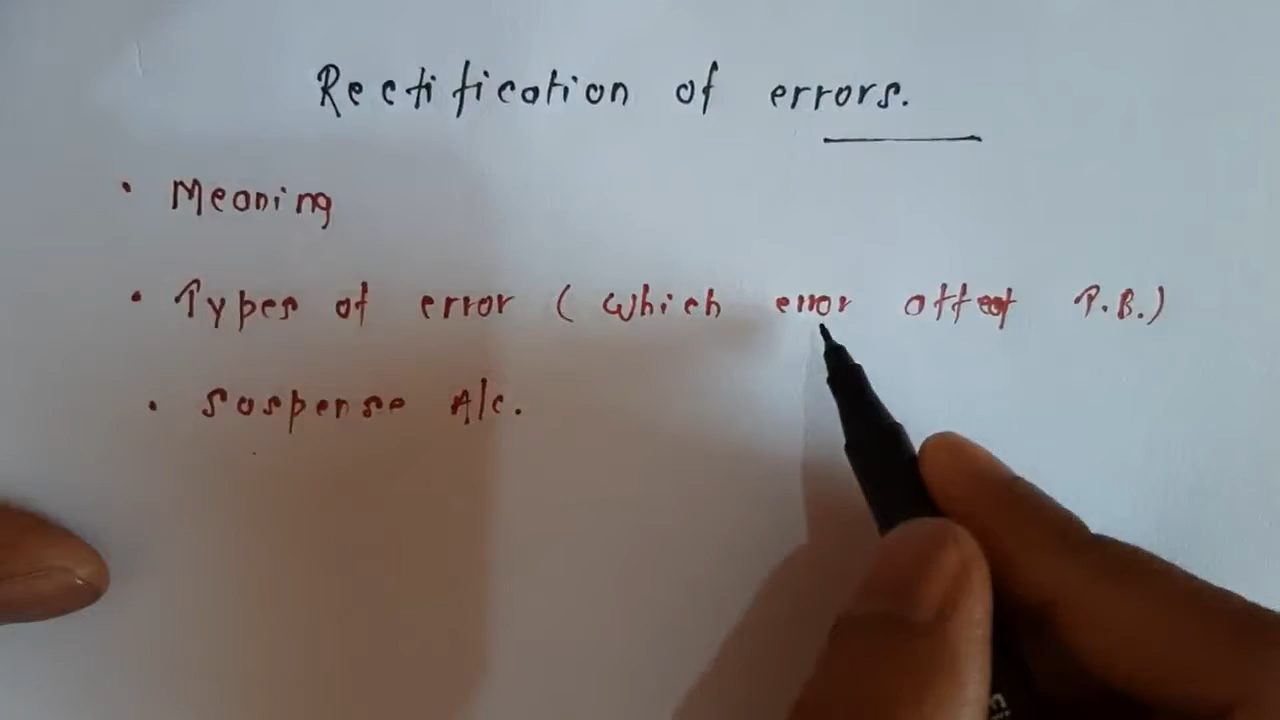 Rectification of errors.
• Meaning
• Types of error (which error affect T.B.)
• Suspense A/c.